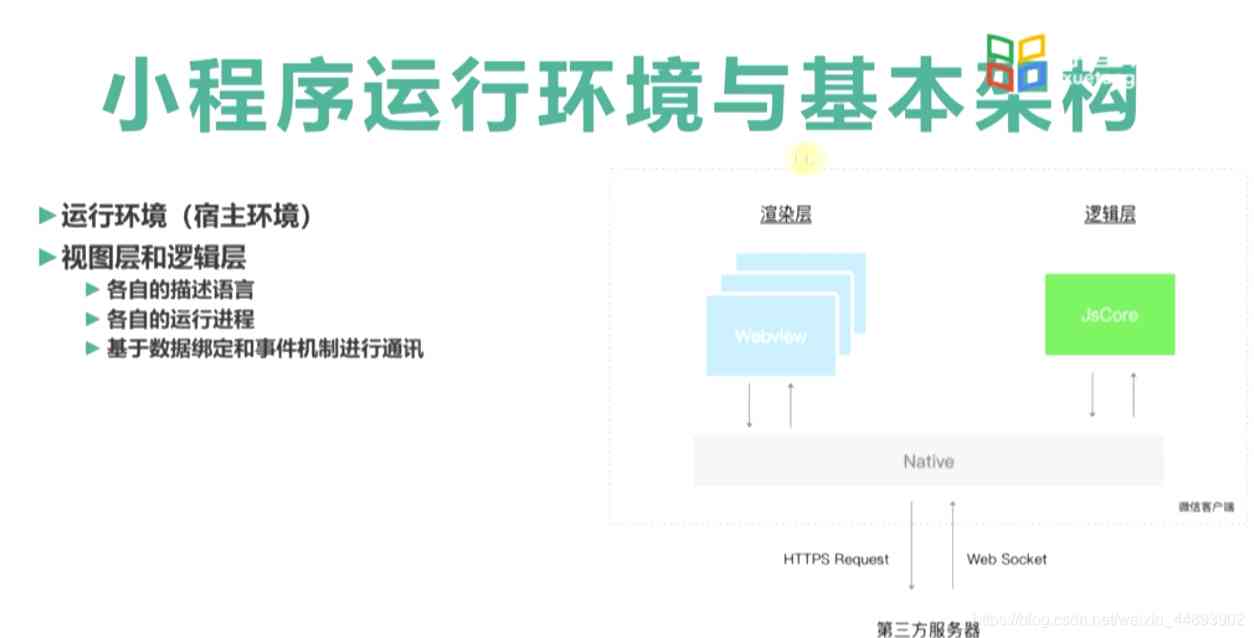 小程序运行环境与基本架构
运行环境（宿主环境）
视图层和逻辑层
各自的描述语言
各自的运行进程
基于数据绑定和事件机制进行通讯
渲染层
逻辑层
Webview
JsCore
Native
微信客户端
HTTPS Request
Web Socket
第三方服务器
https://blog.csdn.net/weixin_44693902